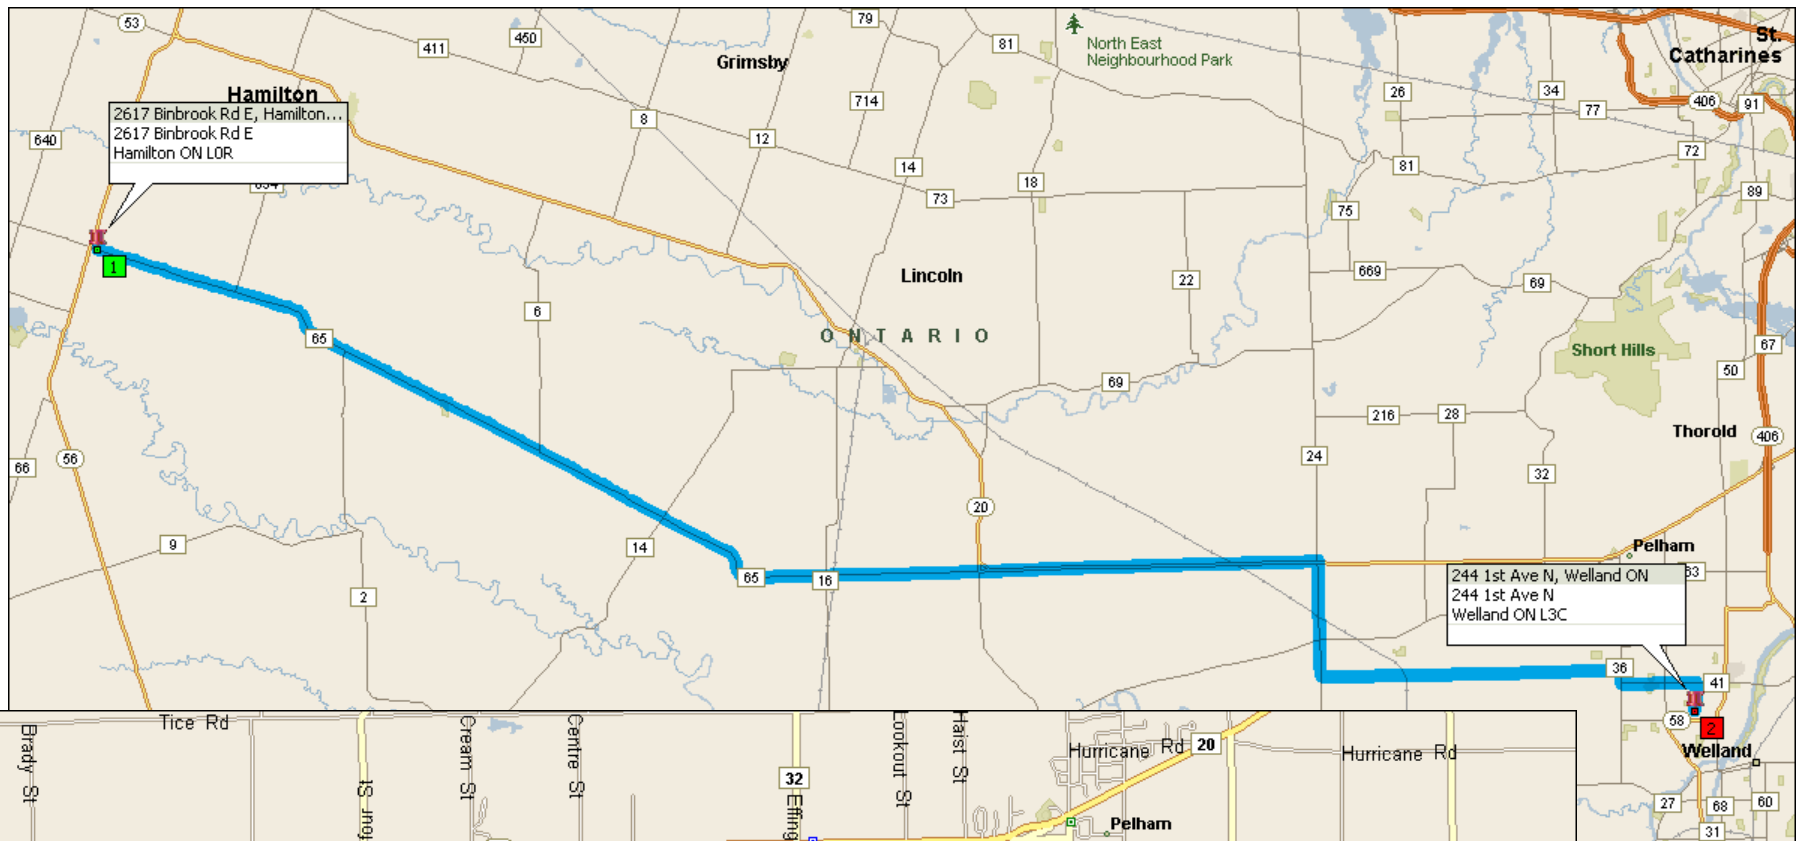 53
79
450
411
81
North East
Neighbourhood Park
St.
Catharines
Grimsby
Hamilton
26
34
77
406
91
714
8
12
2617 Binbrook Rd E, Hamilton...
2617 Binbrook Rd E
Hamilton ON L0R
640
14
18
73
81
72
89
75
22
669
69
Lincoln
1
6
65
ONTARIO
Short Hills
67
50
69
216
28
Thorold
406
24
32
66
56
20
9
14
65
16
2
Pelham
63
244 1st Ave N, Welland ON
244 1st Ave N
Welland ON L3C
36
41
58
2
Welland
27
68
60
31
Tice Rd
Brady St
Cream St
Centre St
Lookout St
Haist St
Hurricane Rd
20
Hurricane Rd
32
Effing
Pelham